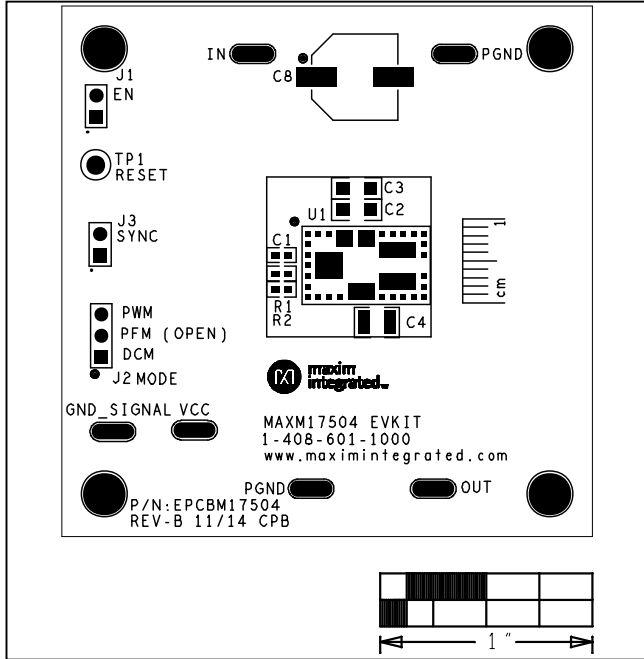 IN
PGND
C8
J1
EN
TP1
RESET
C3
C2
U1
J3
SYNC
C1
1
cm
R1
R2
C4
PWM
PFM (OPEN)
DCM
J2 MODE
maxim
integrated™
GND_SIGNAL VCC
MAXM17504 EVKIT
1-408-601-1000
www.maximintegrated.com
PGND
OUT
P/N:EPCBM17504
REV-B 11/14 CPB
1 "